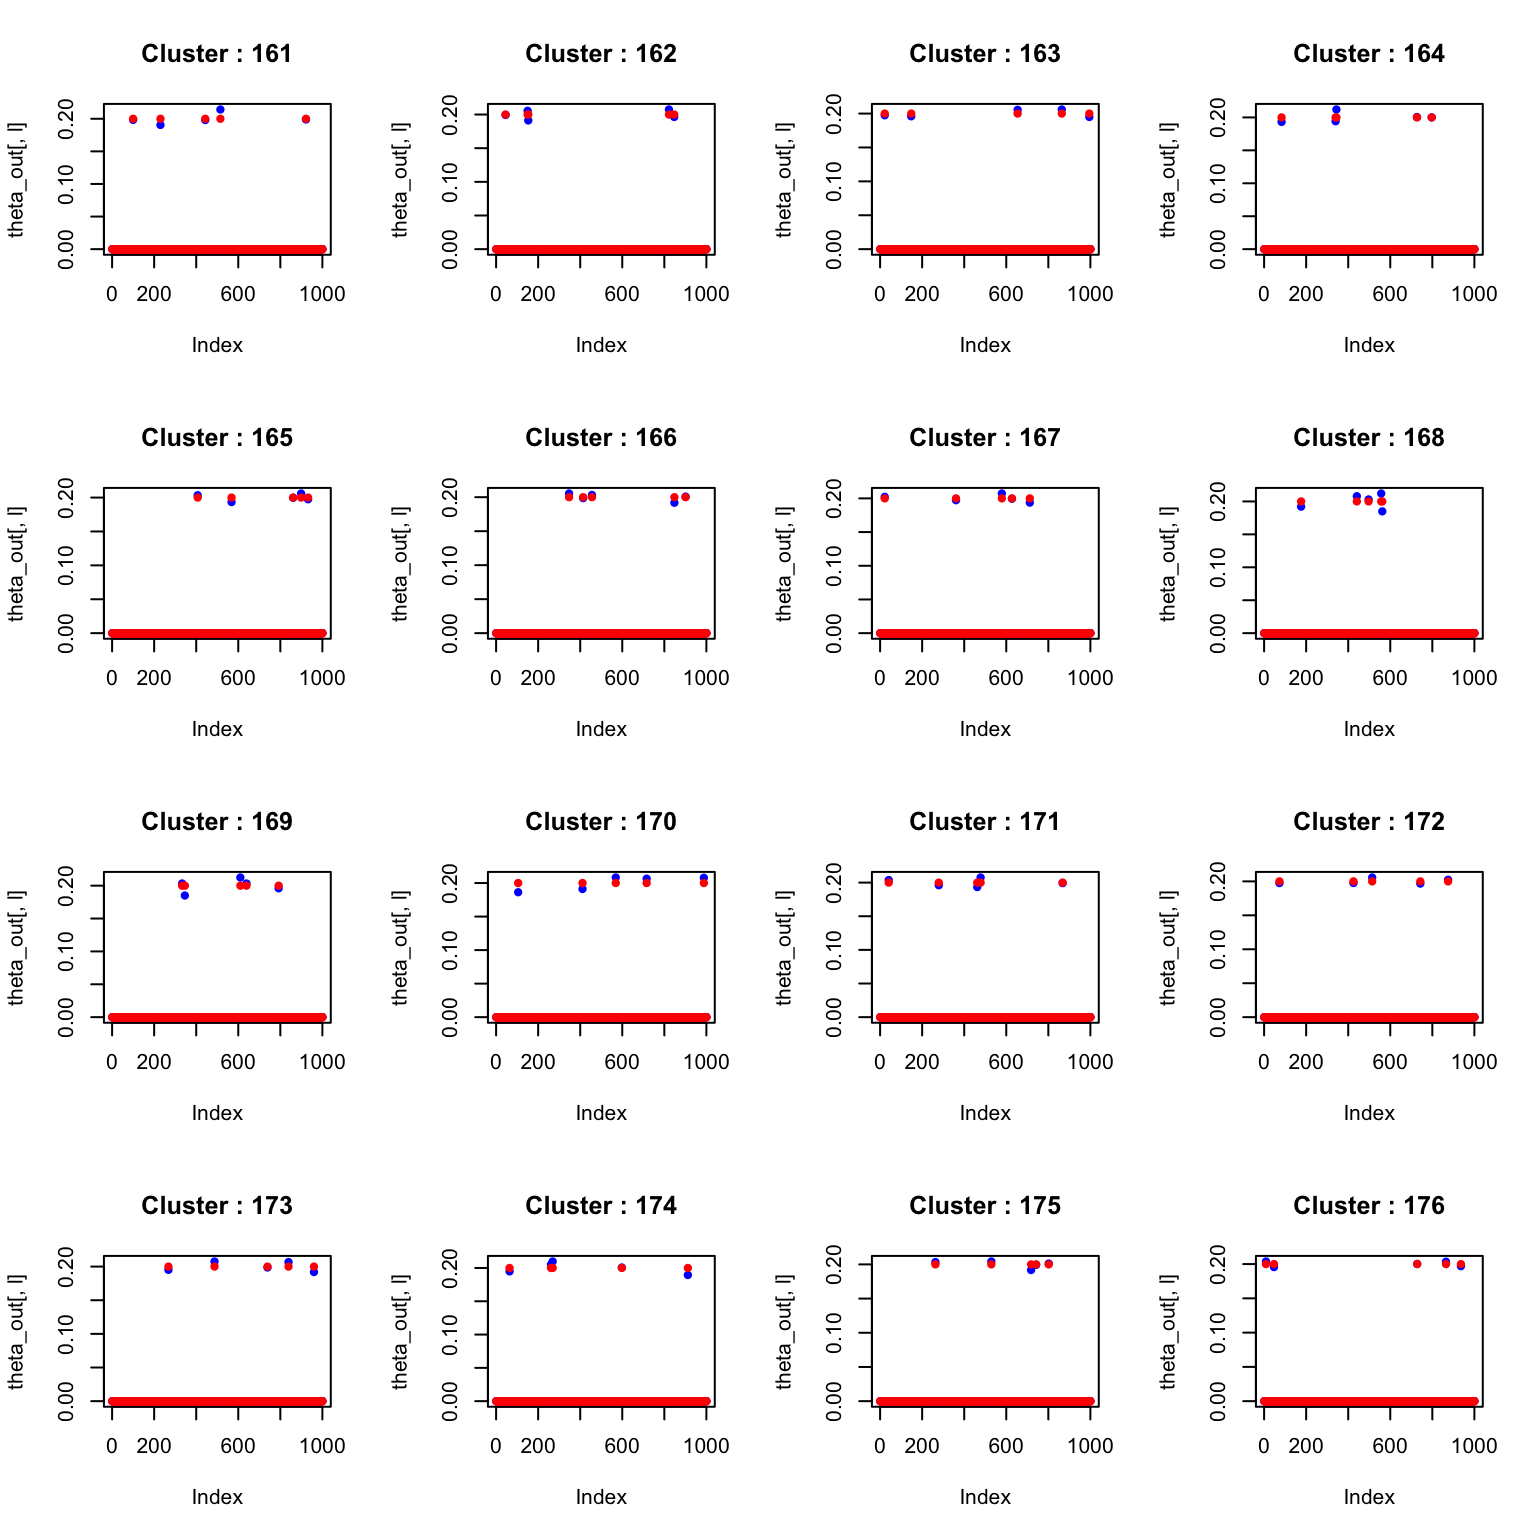 Cluster : 161
theta_out[, l]
0.00 0.10 0.20
0 200 600 1000
Index
Cluster : 162
theta_out[, l]
0.00 0.10 0.20
0 200 600 1000
Index
Cluster : 163
theta_out[, l]
0.00 0.10 0.20
0 200 600 1000
Index
Cluster : 164
theta_out[, l]
0.00 0.10 0.20
0 200 600 1000
Index
Cluster : 165
theta_out[, l]
0.00 0.10 0.20
0 200 600 1000
Index
Cluster : 166
theta_out[, l]
0.00 0.10 0.20
0 200 600 1000
Index
Cluster : 167
theta_out[, l]
0.00 0.10 0.20
0 200 600 1000
Index
Cluster : 168
theta_out[, l]
0.00 0.10 0.20
0 200 600 1000
Index
Cluster : 169
theta_out[, l]
0.00 0.10 0.20
0 200 600 1000
Index
Cluster : 170
theta_out[, l]
0.00 0.10 0.20
0 200 600 1000
Index
Cluster : 171
theta_out[, l]
0.00 0.10 0.20
0 200 600 1000
Index
Cluster : 172
theta_out[, l]
0.00 0.10 0.20
0 200 600 1000
Index
Cluster : 173
theta_out[, l]
0.00 0.10 0.20
0 200 600 1000
Index
Cluster : 174
theta_out[, l]
0.00 0.10 0.20
0 200 600 1000
Index
Cluster : 175
theta_out[, l]
0.00 0.10 0.20
0 200 600 1000
Index
Cluster : 176
theta_out[, l]
0.00 0.10 0.20
0 200 600 1000
Index